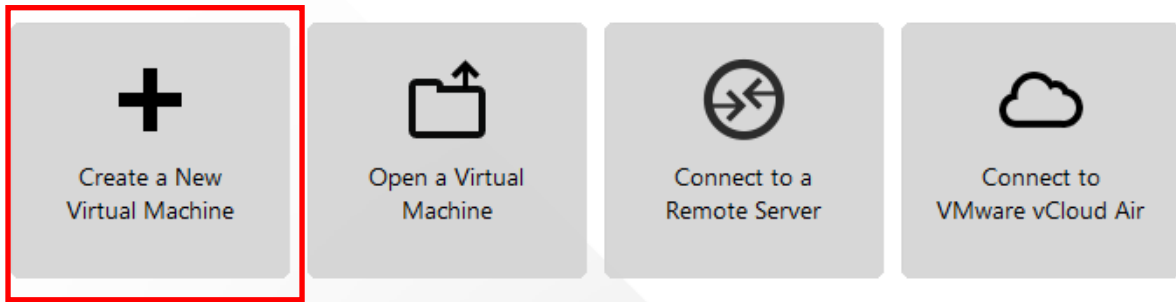 Create a New
Virtual Machine
Open a Virtual
Machine
Connect to a
Remote Server
Connect to
VMware vCloud Air